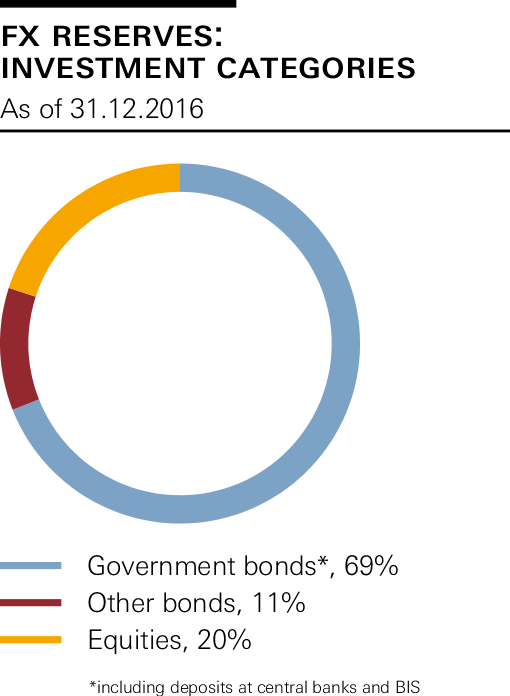 FX RESERVES:
INVESTMENT CATEGORIES
As of 31.12.2016
Government bonds*, 69%
Other bonds, 11%
Equities, 20%
*including deposits at central banks and BIS